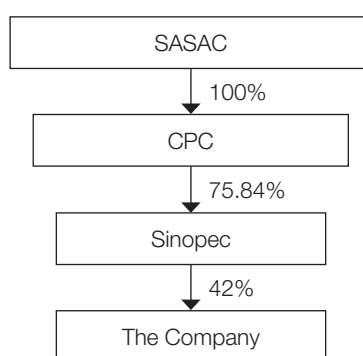 SASAC
100%
CPC
75.84%
Sinopec
42%
The Company